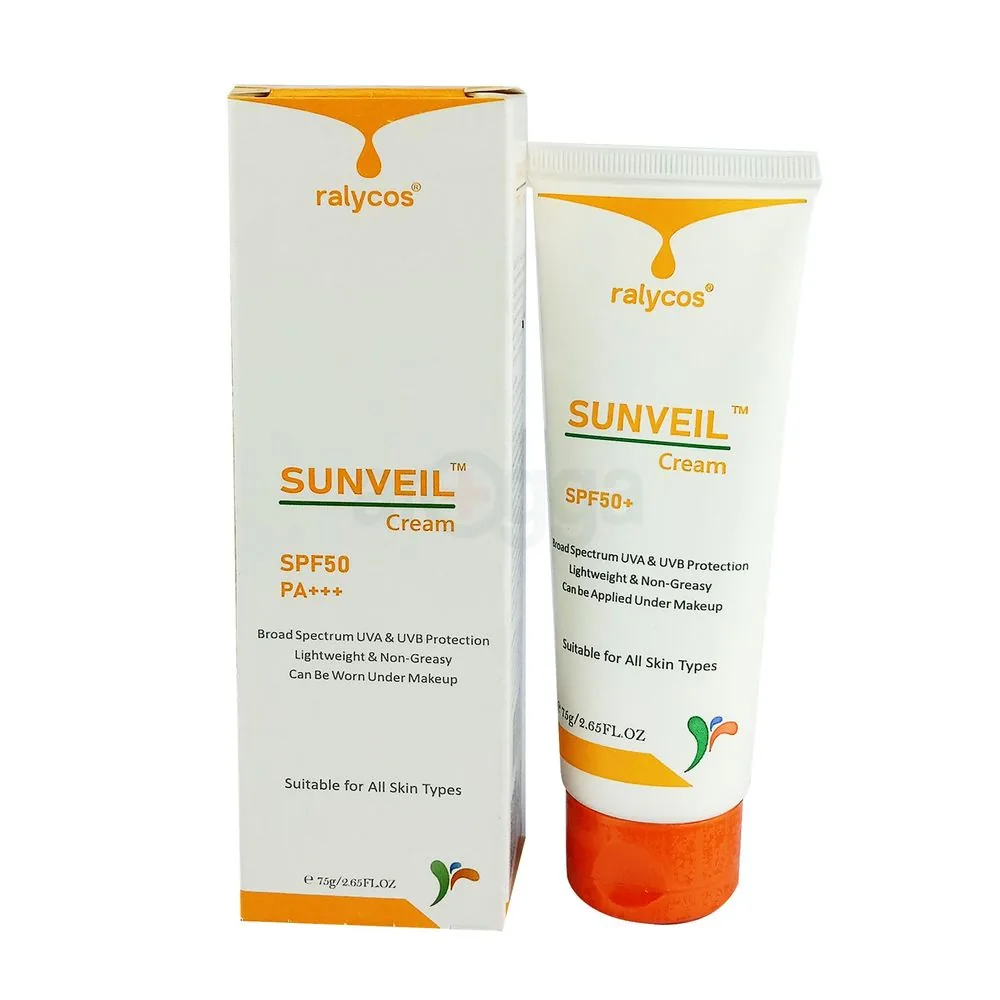 ralycos®
SUNVEIL™
Cream
SPF50
PA+++
Broad Spectrum UVA & UVB Protection
Lightweight & Non-Greasy
Can Be Worn Under Makeup
Suitable for All Skin Types
℮ 75g/2.65FL.OZ
ralycos®
SUNVEIL™
Cream
SPF50+
Broad Spectrum UVA & UVB Protection
Lightweight & Non-Greasy
Can be Applied Under Makeup
Suitable for All Skin Types
℮ 75g/2.65FL.OZ